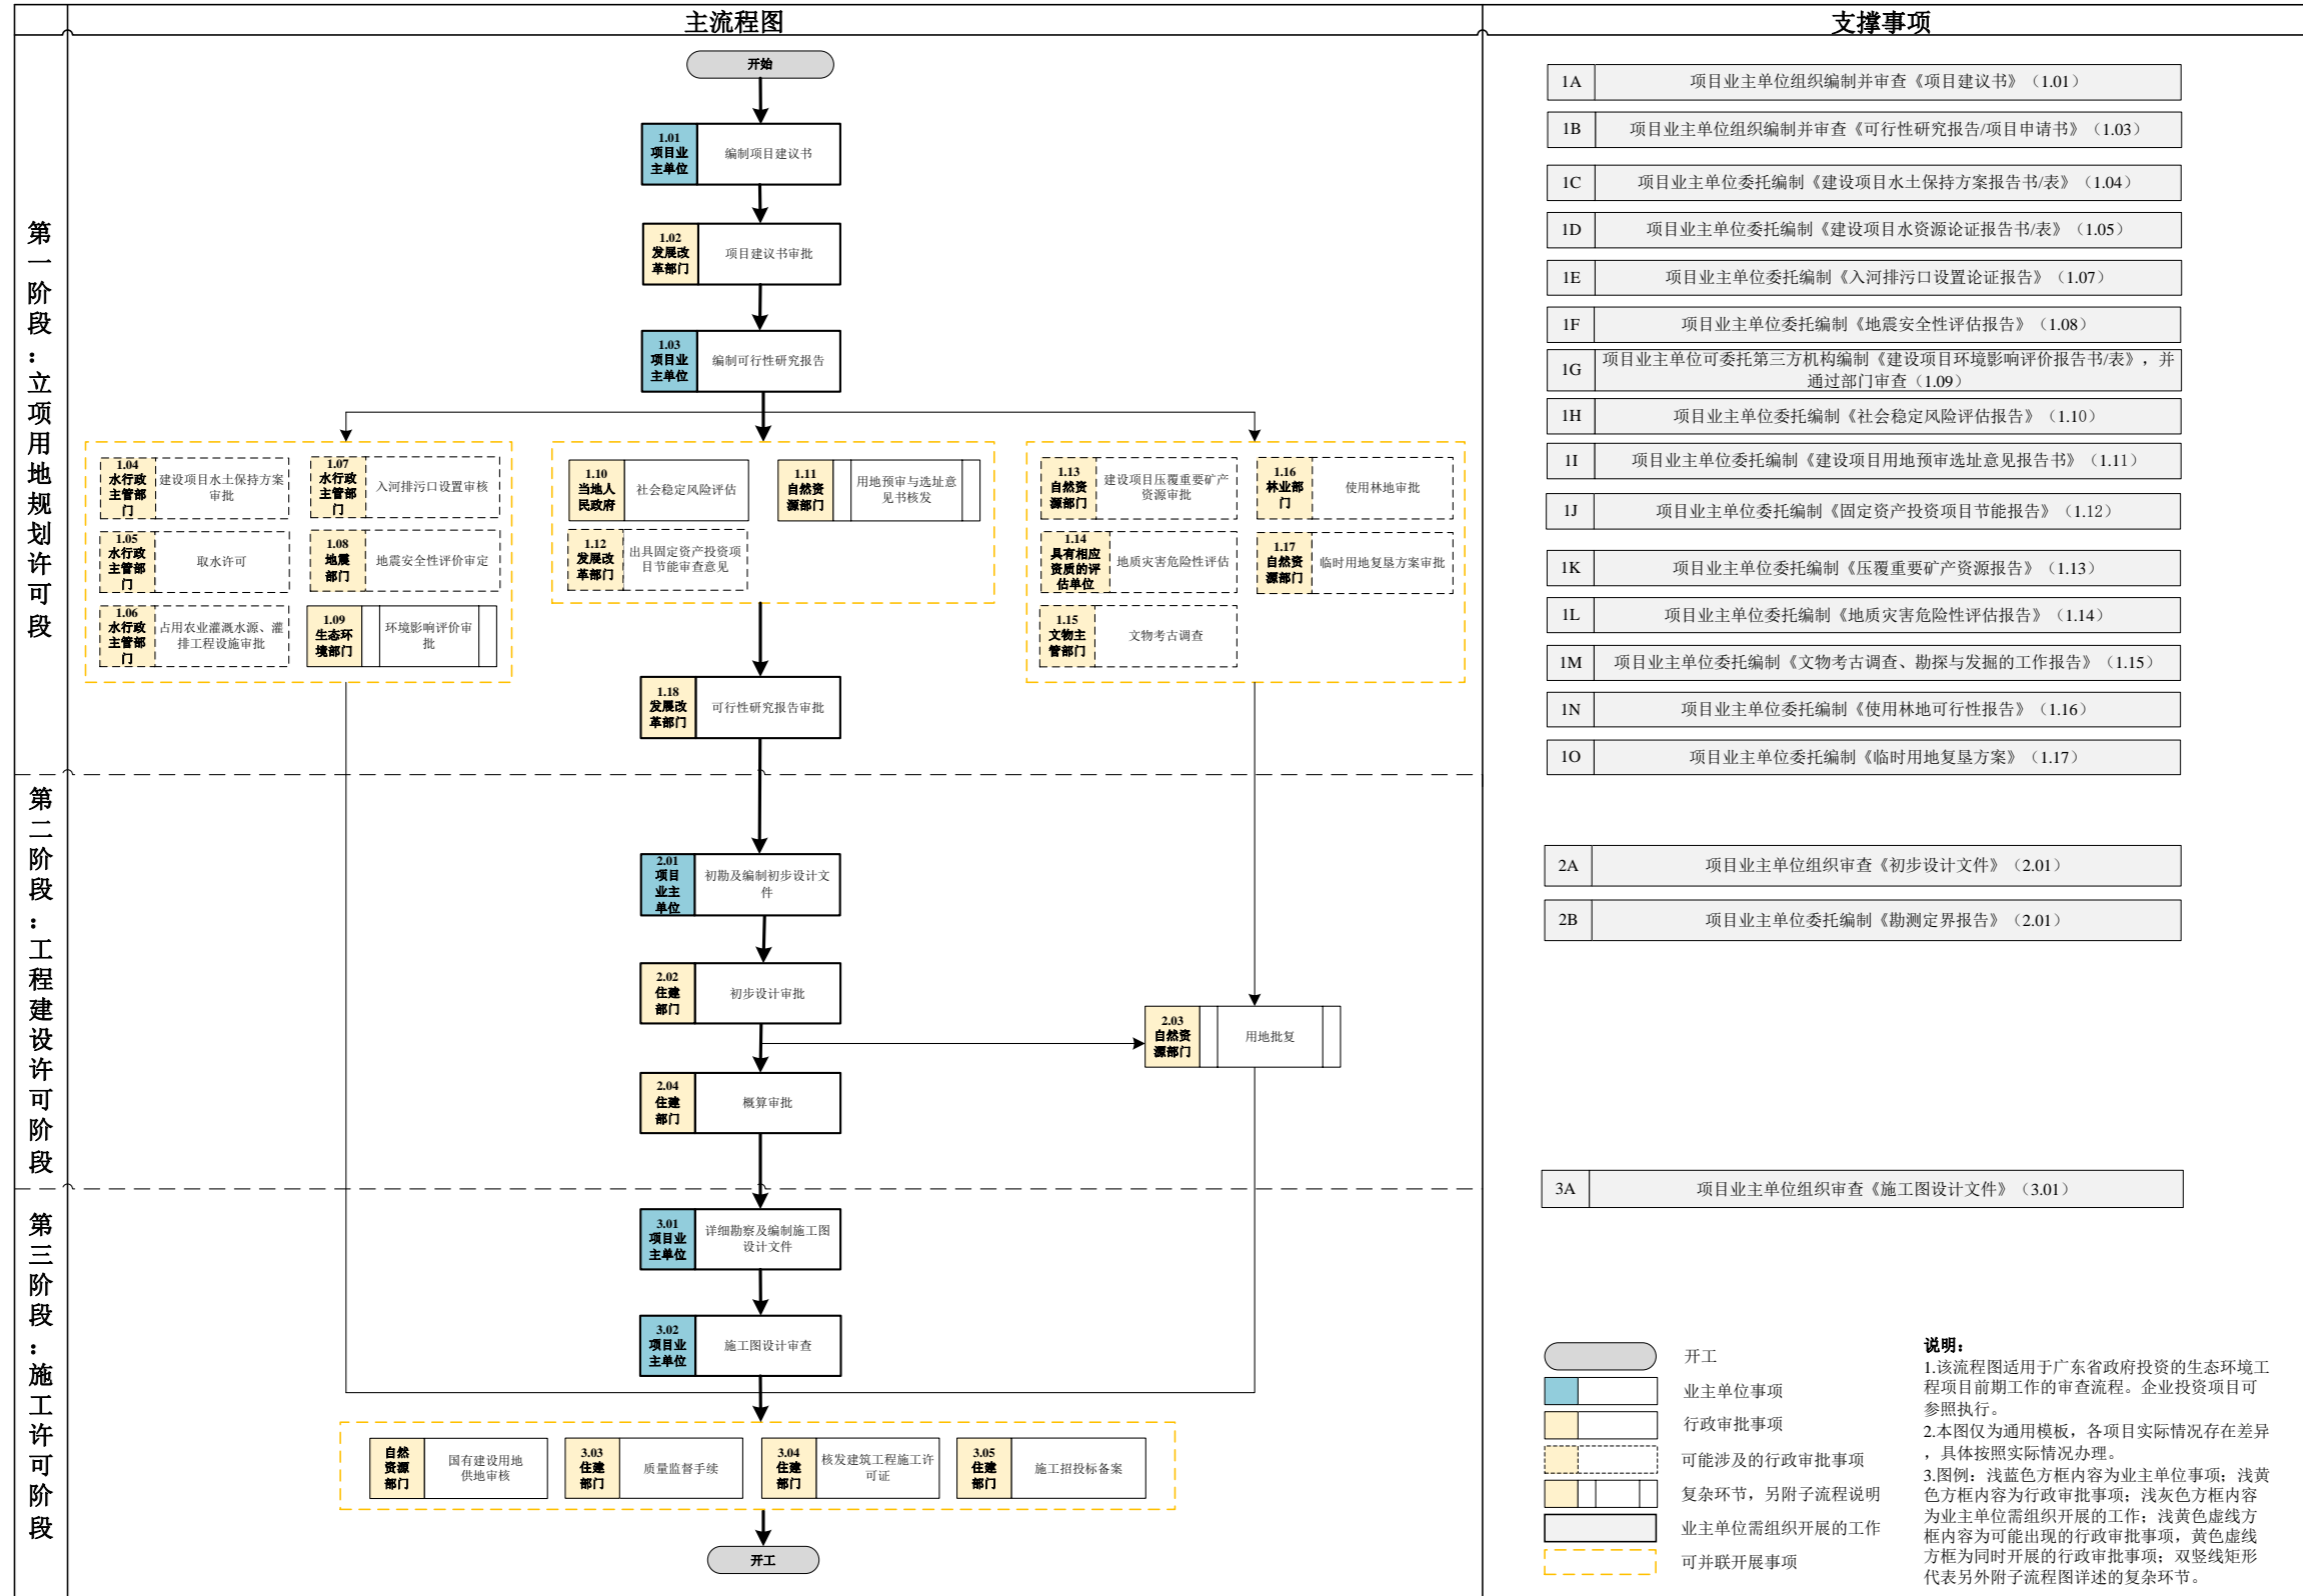 主流程图
支撑事项
第一阶段：立项用地规划许可段
开始
1.01
项目业
主单位
编制项目建议书
1.02
发展改
革部门
项目建议书审批
1.03
项目业
主单位
编制可行性研究报告
1.04
水行政
主管部
门
建设项目水土保持方案
审批
1.07
水行政
主管部
门
入河排污口设置审核
1.05
水行政
主管部
门
取水许可
1.08
地震
部门
地震安全性评价审定
1.06
水行政
主管部
门
占用农业灌溉水源、灌
排工程设施审批
1.09
生态环
境部门
环境影响评价审
批
1.10
当地人
民政府
社会稳定风险评估
1.11
自然资
源部门
用地预审与选址意
见书核发
1.12
发展改
革部门
出具固定资产投资项
目节能审查意见
1.13
自然资
源部门
建设项目压覆重要矿产
资源审批
1.16
林业部
门
使用林地审批
1.14
具有相应
资质的评
估单位
地质灾害危险性评估
1.17
自然资
源部门
临时用地复垦方案审批
1.15
文物主
管部门
文物考古调查
1.18
发展改
革部门
可行性研究报告审批
第二阶段：工程建设许可阶段
2.01
项目
业主
单位
初勘及编制初步设计文
件
2.02
住建
部门
初步设计审批
2.03
自然资
源部门
用地批复
2.04
住建
部门
概算审批
第三阶段：施工许可阶段
3.01
项目业
主单位
详细勘察及编制施工图
设计文件
3.02
项目业
主单位
施工图设计审查
自然
资源
部门
国有建设用地
供地审核
3.03
住建
部门
质量监督手续
3.04
住建
部门
核发建筑工程施工许
可证
3.05
住建
部门
施工招投标备案
开工
1A 项目业主单位组织编制并审查《项目建议书》（1.01）
1B 项目业主单位组织编制并审查《可行性研究报告/项目申请书》（1.03）
1C 项目业主单位委托编制《建设项目水土保持方案报告书/表》（1.04）
1D 项目业主单位委托编制《建设项目水资源论证报告书/表》（1.05）
1E 项目业主单位委托编制《入河排污口设置论证报告》（1.07）
1F 项目业主单位委托编制《地震安全性评估报告》（1.08）
1G 项目业主单位可委托第三方机构编制《建设项目环境影响评价报告书/表》，并
通过部门审查（1.09）
1H 项目业主单位委托编制《社会稳定风险评估报告》（1.10）
1I 项目业主单位委托编制《建设项目用地预审选址意见报告书》（1.11）
1J 项目业主单位委托编制《固定资产投资项目节能报告》（1.12）
1K 项目业主单位委托编制《压覆重要矿产资源报告》（1.13）
1L 项目业主单位委托编制《地质灾害危险性评估报告》（1.14）
1M 项目业主单位委托编制《文物考古调查、勘探与发掘的工作报告》（1.15）
1N 项目业主单位委托编制《使用林地可行性报告》（1.16）
1O 项目业主单位委托编制《临时用地复垦方案》（1.17）
2A 项目业主单位组织审查《初步设计文件》（2.01）
2B 项目业主单位委托编制《勘测定界报告》（2.01）
3A 项目业主单位组织审查《施工图设计文件》（3.01）
开工
业主单位事项
行政审批事项
可能涉及的行政审批事项
复杂环节，另附子流程说明
业主单位需组织开展的工作
可并联开展事项
说明：
1.该流程图适用于广东省政府投资的生态环境工
程项目前期工作的审查流程。企业投资项目可
参照执行。
2.本图仅为通用模板，各项目实际情况存在差异
，具体按照实际情况办理。
3.图例：浅蓝色方框内容为业主单位事项；浅黄
色方框内容为行政审批事项；浅灰色方框内容
为业主单位需组织开展的工作；浅黄色虚线方
框内容为可能出现的行政审批事项，黄色虚线
方框为同时开展的行政审批事项；双竖线矩形
代表另外附子流程图详述的复杂环节。